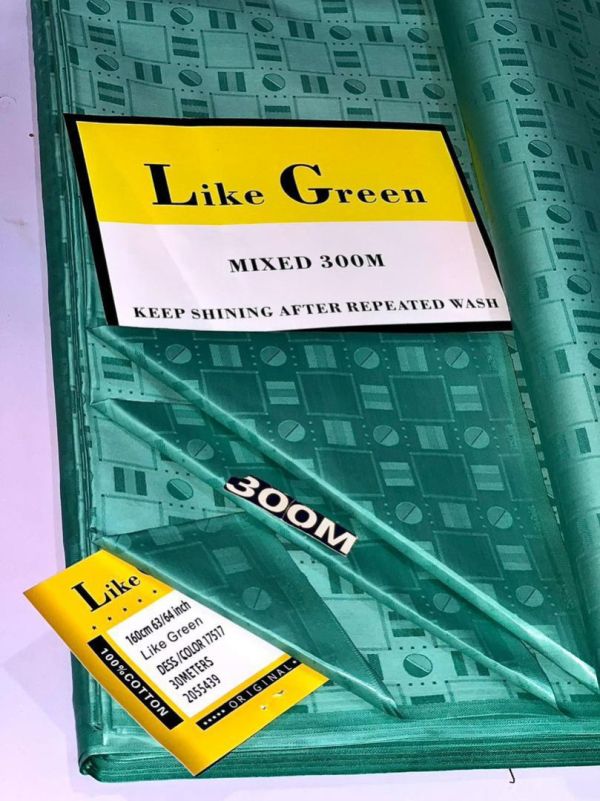 Like Green
MIXED 300M
KEEP SHINING AFTER REPEATED WASH
300M
Like
160cm 63/64 inch
Like Green
DESS/COLOR 17517
30METERS
2055439
100%COTTON
ORIGINAL